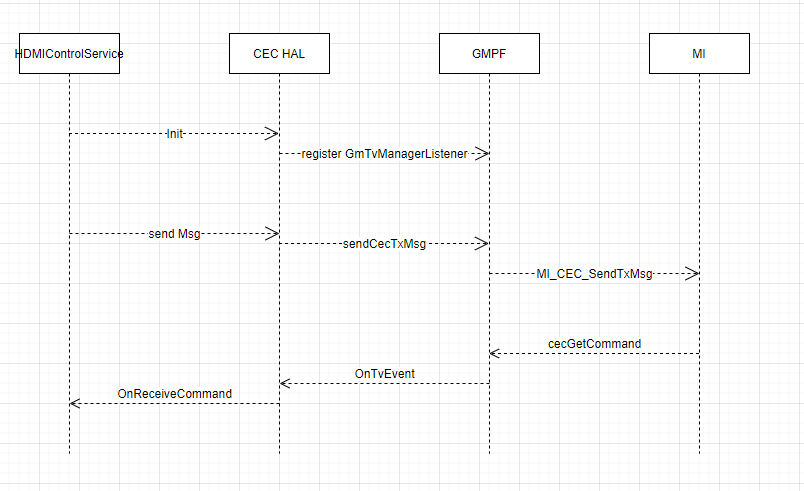 HDMIControlService
CEC HAL
GMPF
MI
Init
register GmTvManagerListener
send Msg
sendCecTxMsg
MI_CEC_SendTxMsg
cecGetCommand
OnTvEvent
OnReceiveCommand